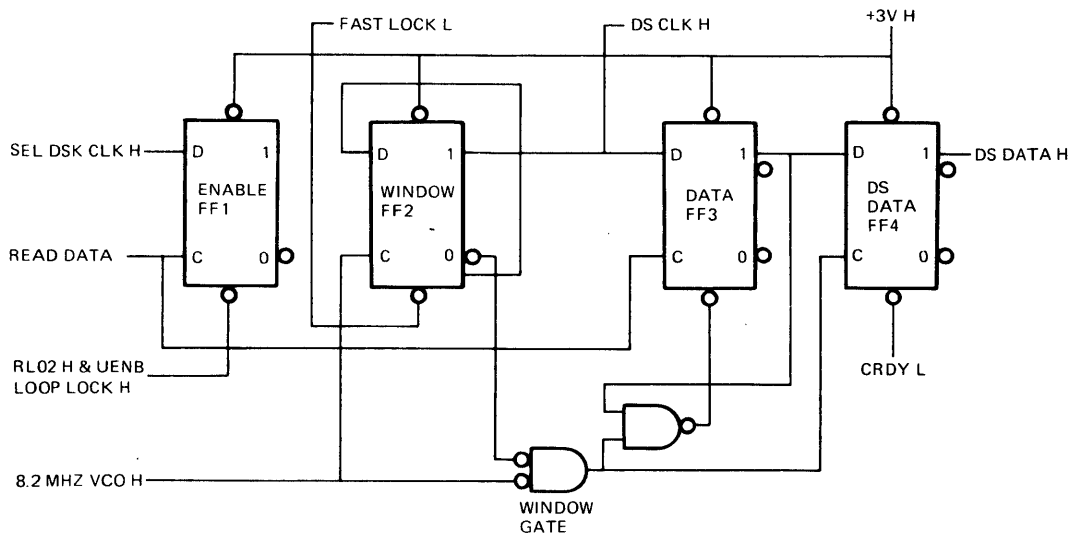 FAST LOCK L
DS CLK H
+3V H
SEL DSK CLK H
D 1
ENABLE
FF1
C 0
D 1
WINDOW
FF2
C 0
D 1
DATA
FF3
C 0
D 1
DS
DATA
FF4
C 0
DS DATA H
READ DATA
RL02 H & UENB
LOOP LOCK H
CRDY L
8.2 MHZ VCO H
WINDOW
GATE